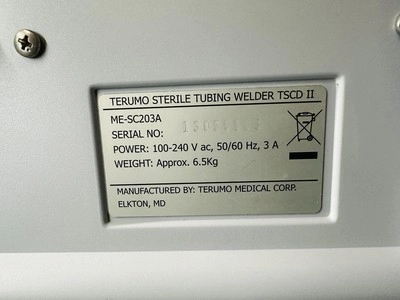 TERUMO STERILE TUBING WELDER TSCD II
ME-SC203A
SERIAL NO:
POWER: 100-240 V ac, 50/60 Hz, 3 A
WEIGHT: Approx. 6.5Kg
MANUFACTURED BY: TERUMO MEDICAL CORP.
ELKTON, MD